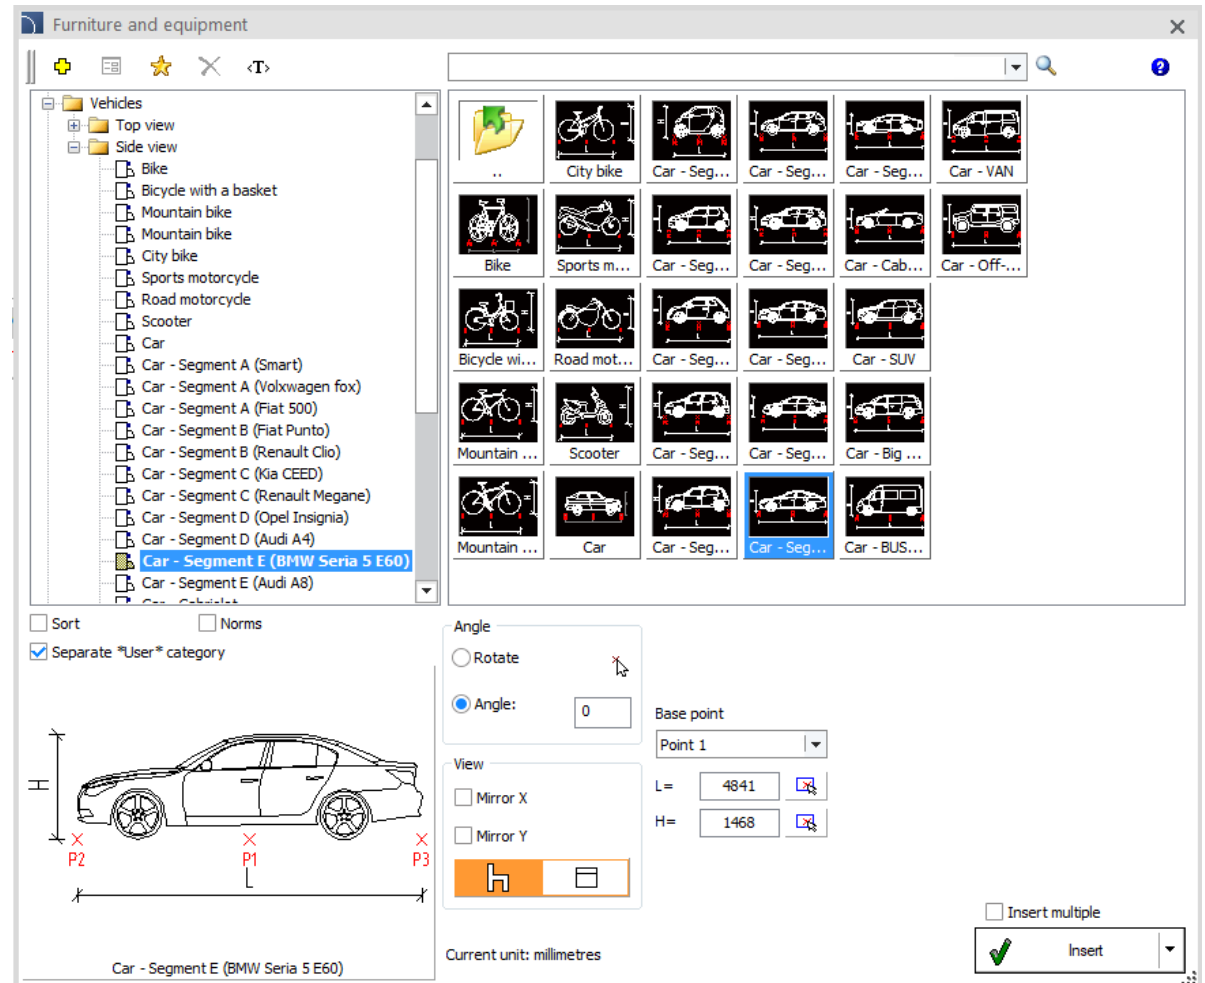 Furniture and equipment
<T>
Vehicles
Top view
Side view
Bike
Bicycle with a basket
Mountain bike
Mountain bike
City bike
Sports motorcycle
Road motorcycle
Scooter
Car
Car - Segment A (Smart)
Car - Segment A (Volxwagen fox)
Car - Segment A (Fiat 500)
Car - Segment B (Fiat Punto)
Car - Segment B (Renault Clio)
Car - Segment C (Kia CEED)
Car - Segment C (Renault Megane)
Car - Segment D (Opel Insignia)
Car - Segment D (Audi A4)
Car - Segment E (BMW Seria 5 E60)
Car - Segment E (Audi A8)
Car - Cabriolet
.. City bike Car - Seg... Car - Seg... Car - Seg... Car - VAN
Bike Sports m... Car - Seg... Car - Seg... Car - Cab... Car - Off-...
Bicycle wi... Road mot... Car - Seg... Car - Seg... Car - SUV
Mountain ... Scooter Car - Seg... Car - Seg... Car - Big ...
Mountain ... Car Car - Seg... Car - Seg... Car - BUS...
Sort Norms
Separate *User* category
H
P2 P1 P3
L
Car - Segment E (BMW Seria 5 E60)
Angle
Rotate
Angle: 0
View
Mirror X
Mirror Y
Base point
Point 1
L= 4841
H= 1468
Current unit: millimetres
Insert multiple
Insert